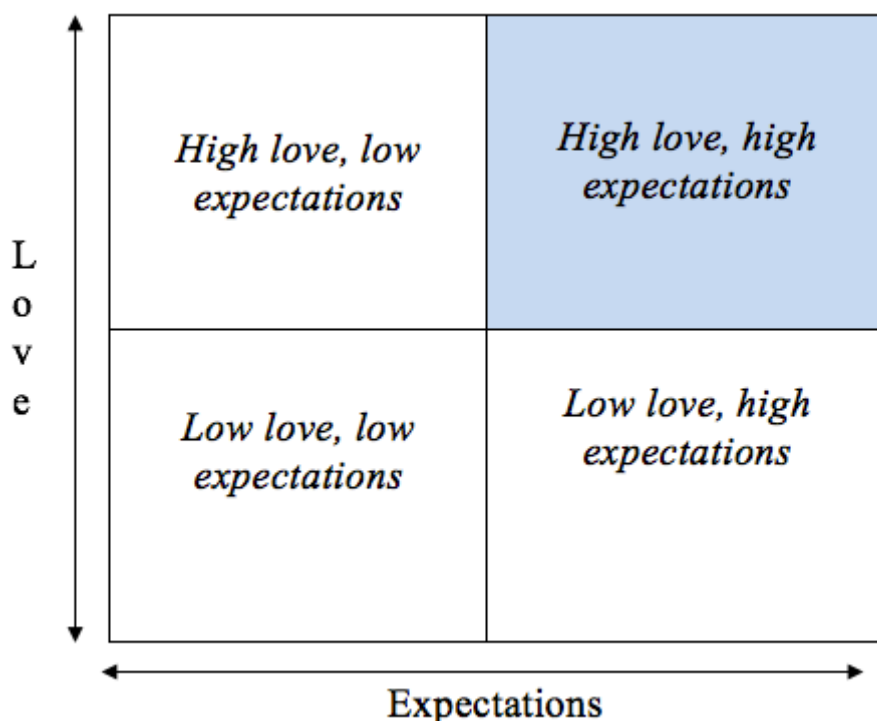 High love, low
expectations
High love, high
expectations
L
o
v
e
Low love, low
expectations
Low love, high
expectations
Expectations